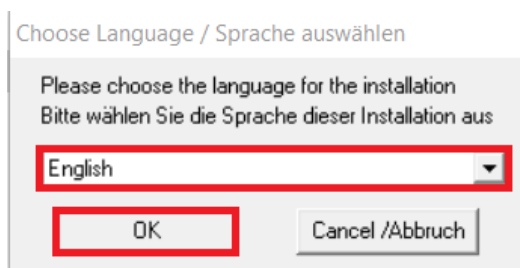 Choose Language / Sprache auswählen
Please choose the language for the installation
Bitte wählen Sie die Sprache dieser Installation aus
English
OK
Cancel /Abbruch